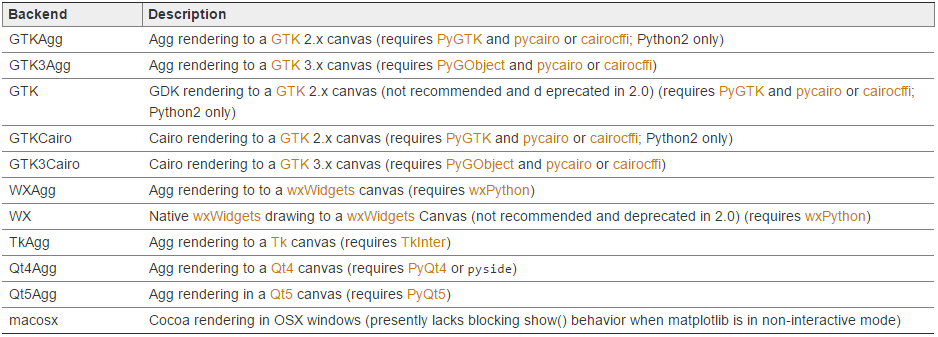 Backend Description
GTKAgg Agg rendering to a GTK 2.x canvas (requires PyGTK and pycairo or cairocffi; Python2 only)
GTK3Agg Agg rendering to a GTK 3.x canvas (requires PyGObject and pycairo or cairocffi)
GTK GDK rendering to a GTK 2.x canvas (not recommended and d eprecated in 2.0) (requires PyGTK and pycairo or cairocffi;
Python2 only)
GTKCairo Cairo rendering to a GTK 2.x canvas (requires PyGTK and pycairo or cairocffi; Python2 only)
GTK3Cairo Cairo rendering to a GTK 3.x canvas (requires PyGObject and pycairo or cairocffi)
WXAgg Agg rendering to to a wxWidgets canvas (requires wxPython)
WX Native wxWidgets drawing to a wxWidgets Canvas (not recommended and deprecated in 2.0) (requires wxPython)
TkAgg Agg rendering to a Tk canvas (requires TkInter)
Qt4Agg Agg rendering to a Qt4 canvas (requires PyQt4 or pyside)
Qt5Agg Agg rendering in a Qt5 canvas (requires PyQt5)
macosx Cocoa rendering in OSX windows (presently lacks blocking show() behavior when matplotlib is in non-interactive mode)